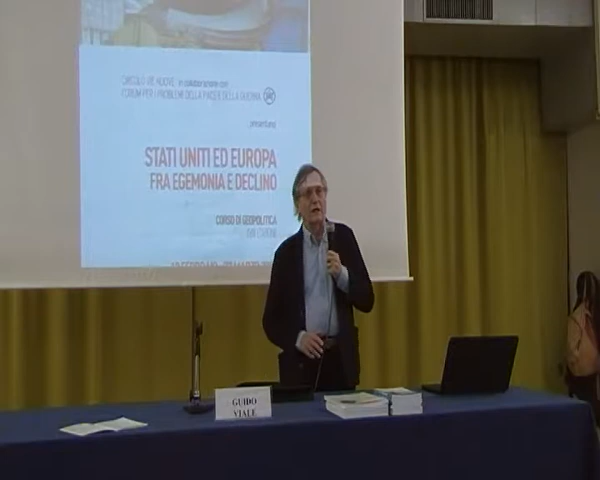 CIRCOLO VIE NUOVE in collaborazione con
FORUM PER I PROBLEMI DELLA PACE E DELLA GUERRA
presentano
STATI UNITI ED EUROPA
FRA EGEMONIA E DECLINO
CORSO DI GEOPOLITICA
GUIDO
VIALE